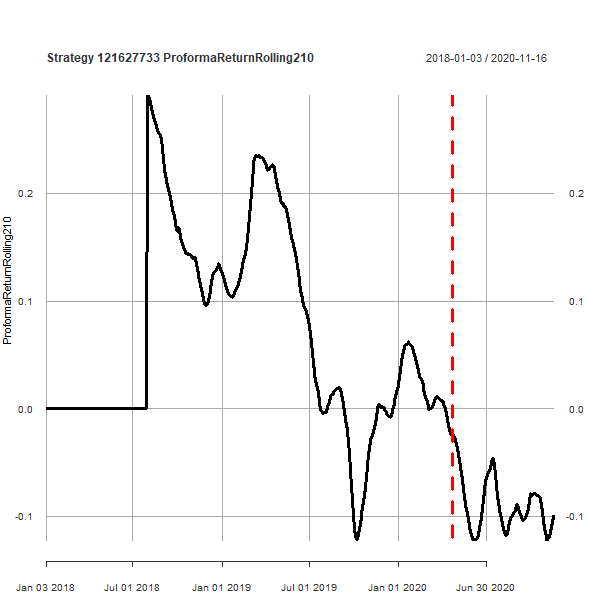 Strategy 121627733 ProformaReturnRolling210
2018-01-03 / 2020-11-16
ProformaReturnRolling210
0.2
0.1
0.0
-0.1
0.2
0.1
0.0
-0.1
Jan 03 2018
Jul 01 2018
Jan 01 2019
Jul 01 2019
Jan 01 2020
Jun 30 2020